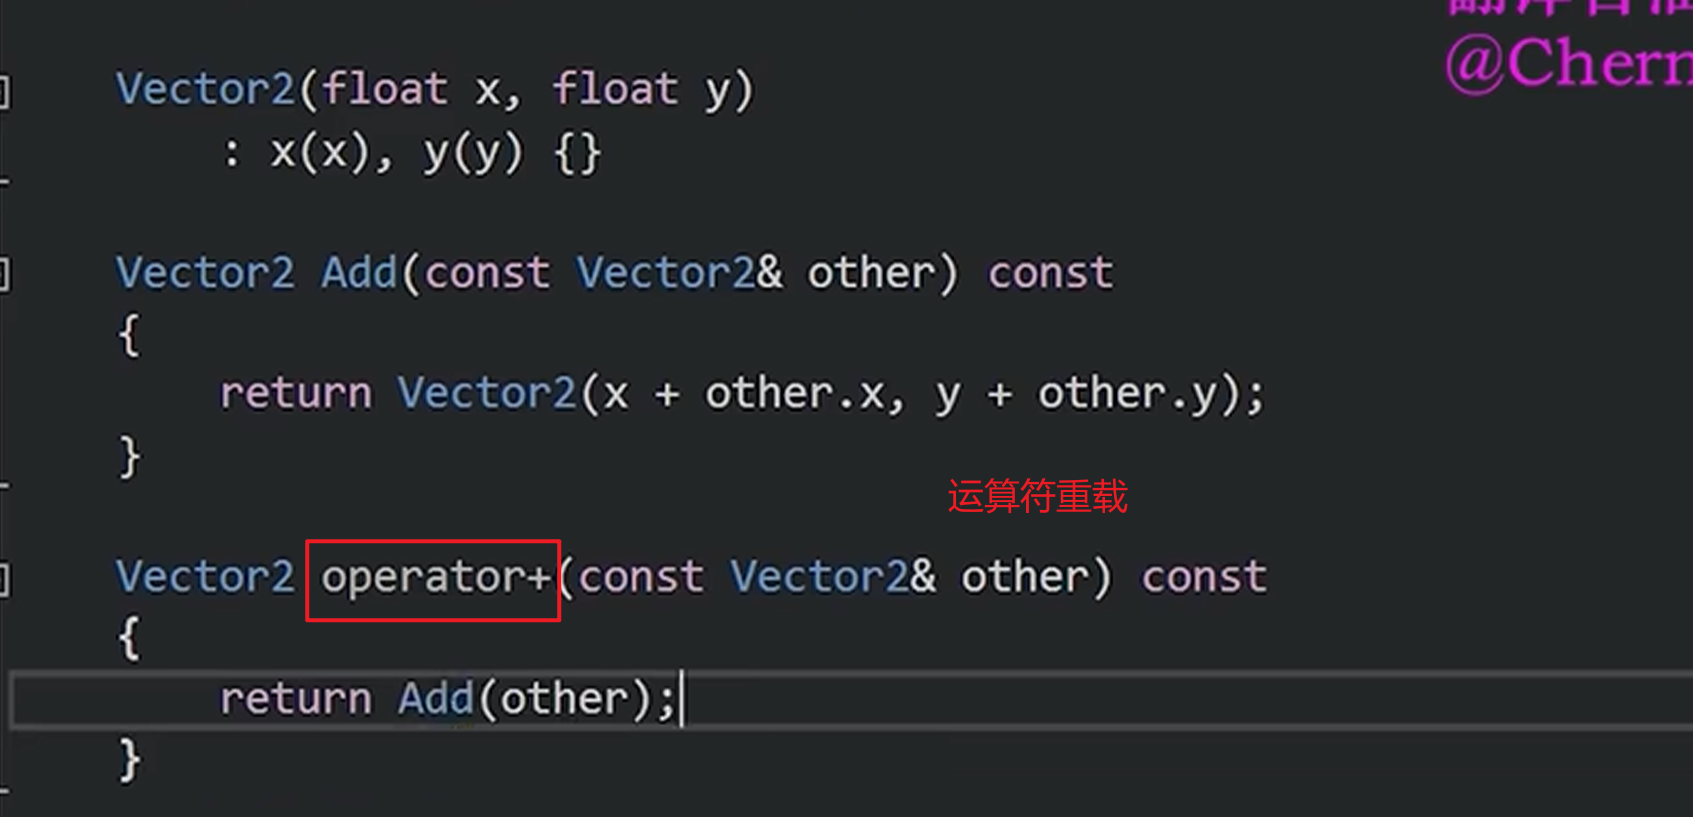 @Chern
Vector2(float x, float y)
: x(x), y(y) {}
Vector2 Add(const Vector2& other) const
{
return Vector2(x + other.x, y + other.y);
}
运算符重载
Vector2 operator+(const Vector2& other) const
{
return Add(other);
}